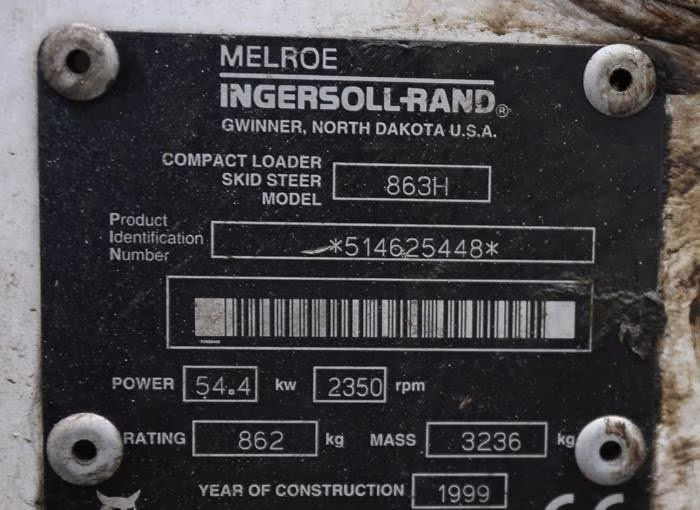 MELROE
INGERSOLL-RAND®
GWINNER, NORTH DAKOTA U.S.A.
COMPACT LOADER
SKID STEER
MODEL 863H
Product
Identification
Number *514625448*
POWER 54.4 kw 2350 rpm
RATING 862 kg MASS 3236 kg
YEAR OF CONSTRUCTION 1999
CE